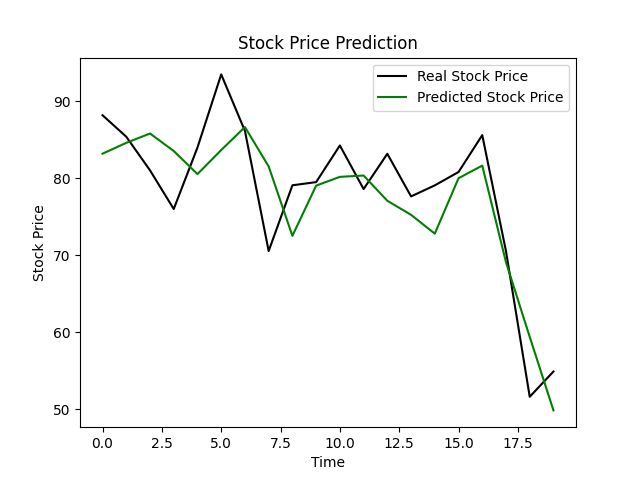 Stock Price Prediction
Real Stock Price
Predicted Stock Price
Stock Price
90
80
70
60
50
0.0 2.5 5.0 7.5 10.0 12.5 15.0 17.5
Time